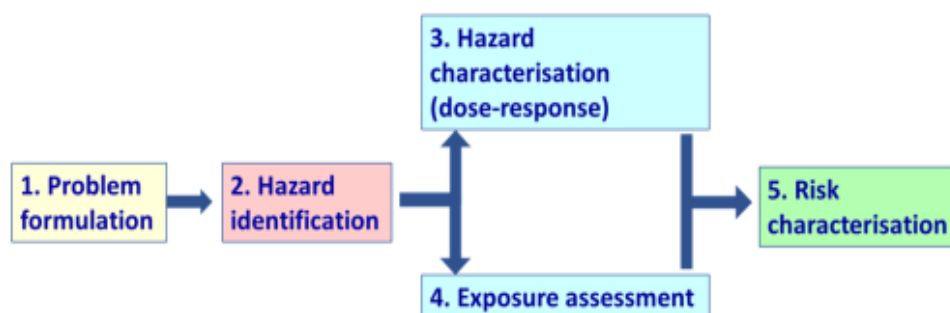 1. Problem
formulation
2. Hazard
identification
3. Hazard
characterisation
(dose-response)
4. Exposure assessment
5. Risk
characterisation